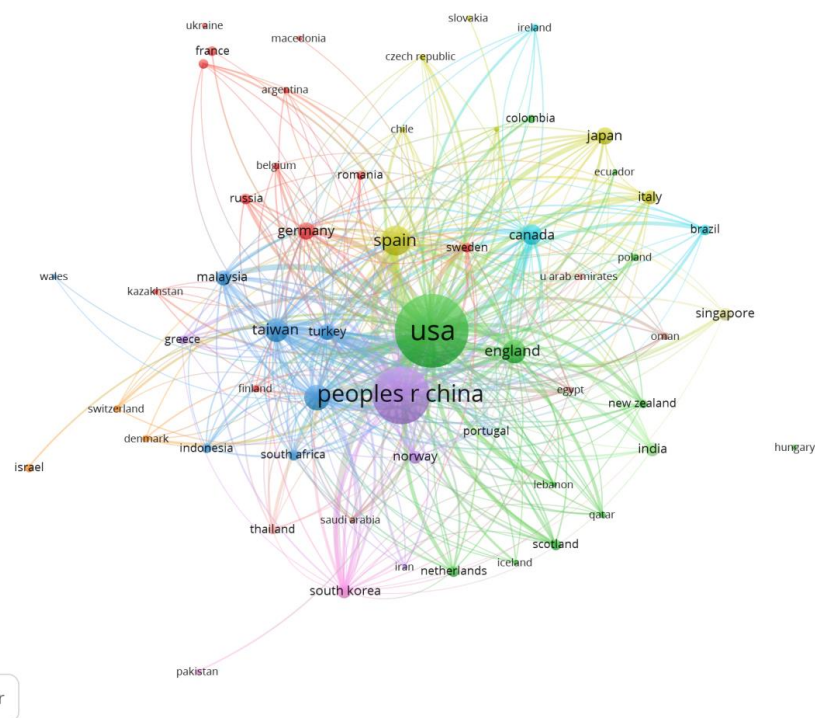 slovakia
ukraine
ireland
macedonia
france
czech republic
argentina
colombia
chile
japan
belgium
ecuador
romania
russia
italy
germany
brazil
spain
canada
sweden
poland
wales
malaysia
u arab emirates
kazakhstan
singapore
taiwan
turkey
usa
oman
greece
england
finland
peoples r china
egypt
new zealand
switzerland
portugal
denmark
indonesia
south africa
norway
india
hungary
israel
lebanon
qatar
saudi arabia
thailand
scotland
iran
netherlands
iceland
south korea
pakistan
r